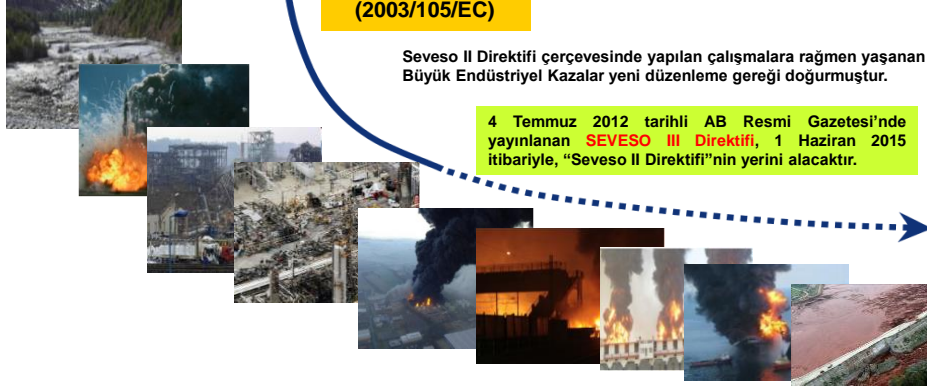 (2003/105/EC)
Seveso II Direktifi çerçevesinde yapılan çalışmalara rağmen yaşanan
Büyük Endüstriyel Kazalar yeni düzenleme gereği doğurmuştur.
4 Temmuz 2012 tarihli AB Resmi Gazetesi’nde
yayınlanan SEVESO III Direktifi, 1 Haziran 2015
itibariyle, “Seveso II Direktifi”nin yerini alacaktır.